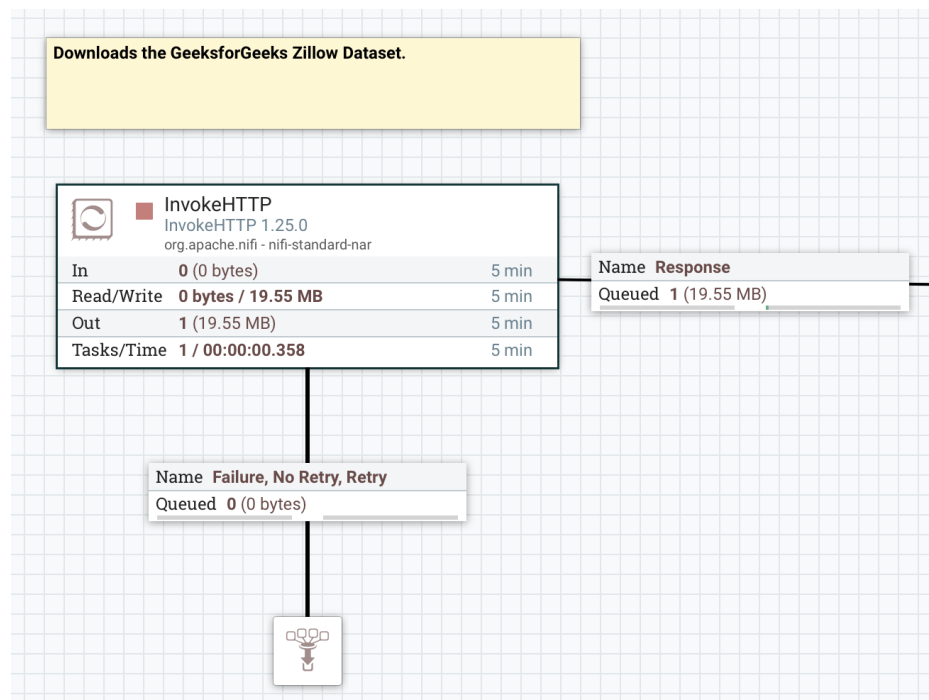 Downloads the GeeksforGeeks Zillow Dataset.
InvokeHTTP
InvokeHTTP 1.25.0
org.apache.nifi - nifi-standard-nar
In 0 (0 bytes) 5 min
Read/Write 0 bytes / 19.55 MB 5 min
Out 1 (19.55 MB) 5 min
Tasks/Time 1 / 00:00:00.358 5 min
Name Response
Queued 1 (19.55 MB)
Name Failure, No Retry, Retry
Queued 0 (0 bytes)